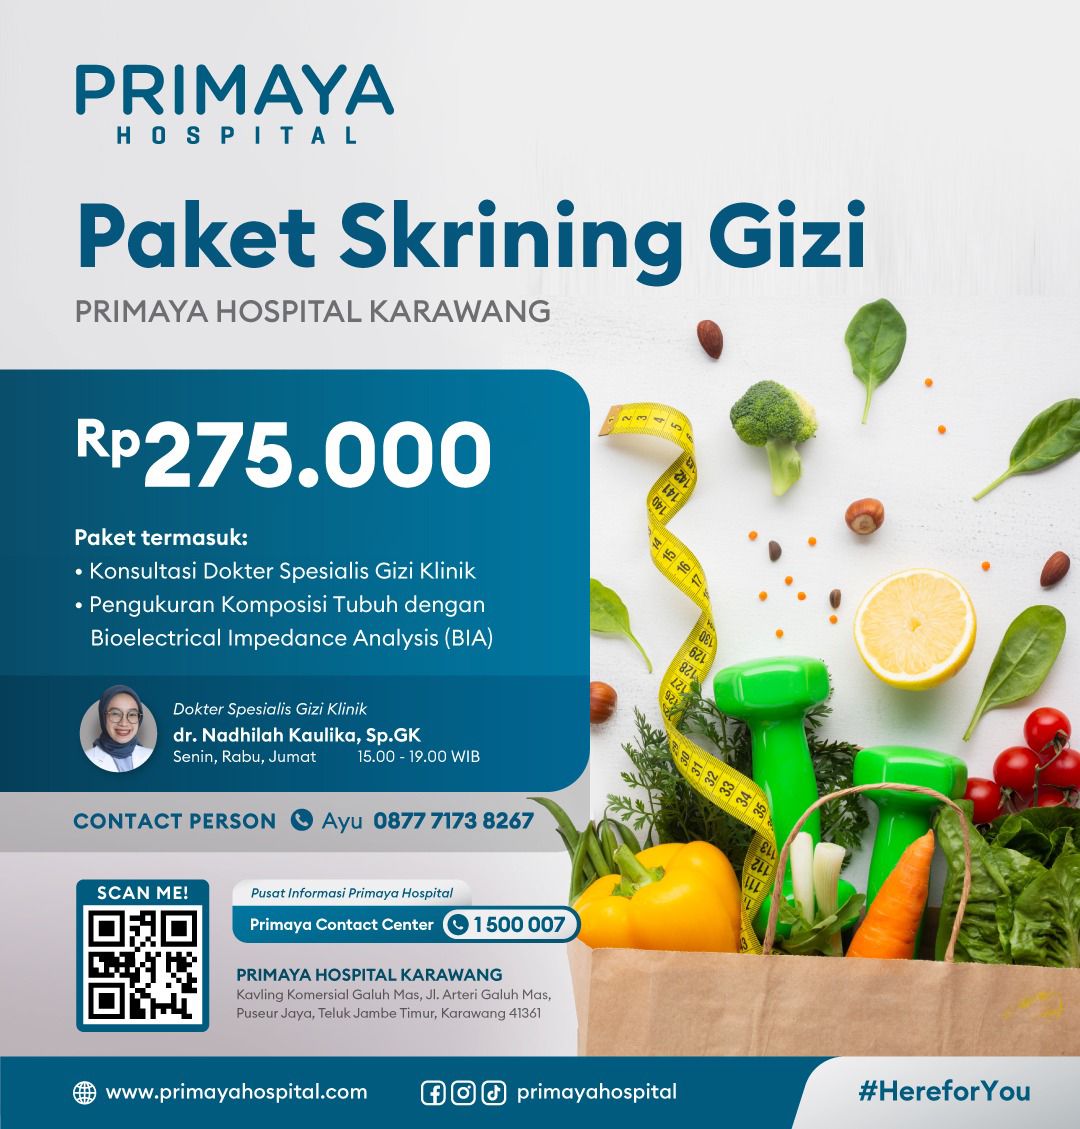 PRIMAYA
HOSPITAL
Paket Skrining Gizi
PRIMAYA HOSPITAL KARAWANG
Rp275.000
Paket termasuk:
• Konsultasi Dokter Spesialis Gizi Klinik
• Pengukuran Komposisi Tubuh dengan
Bioelectrical Impedance Analysis (BIA)
Dokter Spesialis Gizi Klinik
dr. Nadhilah Kaulika, Sp.GK
Senin, Rabu, Jumat 15.00 - 19.00 WIB
CONTACT PERSON Ayu 0877 7173 8267
SCAN ME!
Pusat Informasi Primaya Hospital
Primaya Contact Center 1 500 007
PRIMAYA HOSPITAL KARAWANG
Kavling Komersial Galuh Mas, Jl. Arteri Galuh Mas,
Puseur Jaya, Teluk Jambe Timur, Karawang 41361
www.primayahospital.com primayahospital
#HereforYou